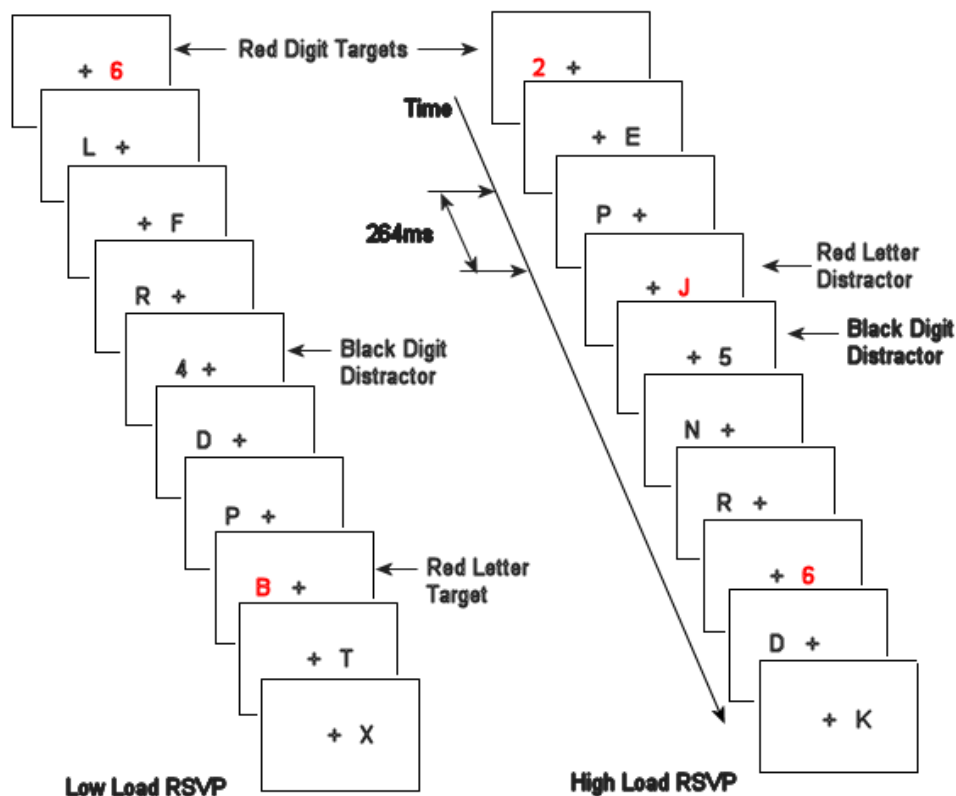 Red Digit Targets
+ 6
L +
+ F
R +
4 +
Black Digit
Distractor
D +
P +
B +
Red Letter
Target
+ T
+ X
Low Load RSVP
2 +
Time
+ E
P +
264ms
+ J
Red Letter
Distractor
+ 5
Black Digit
Distractor
N +
R +
+ 6
D +
+ K
High Load RSVP